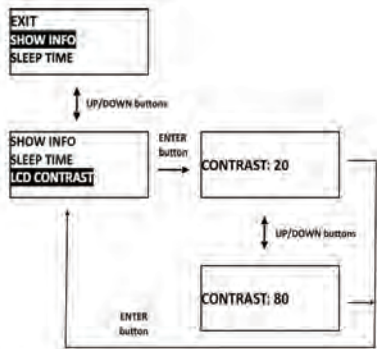 EXIT
SHOW INFO
SLEEP TIME
UP/DOWN buttons
SHOW INFO
SLEEP TIME
LCD CONTRAST
ENTER
button
CONTRAST: 20
UP/DOWN buttons
CONTRAST: 80
ENTER
button